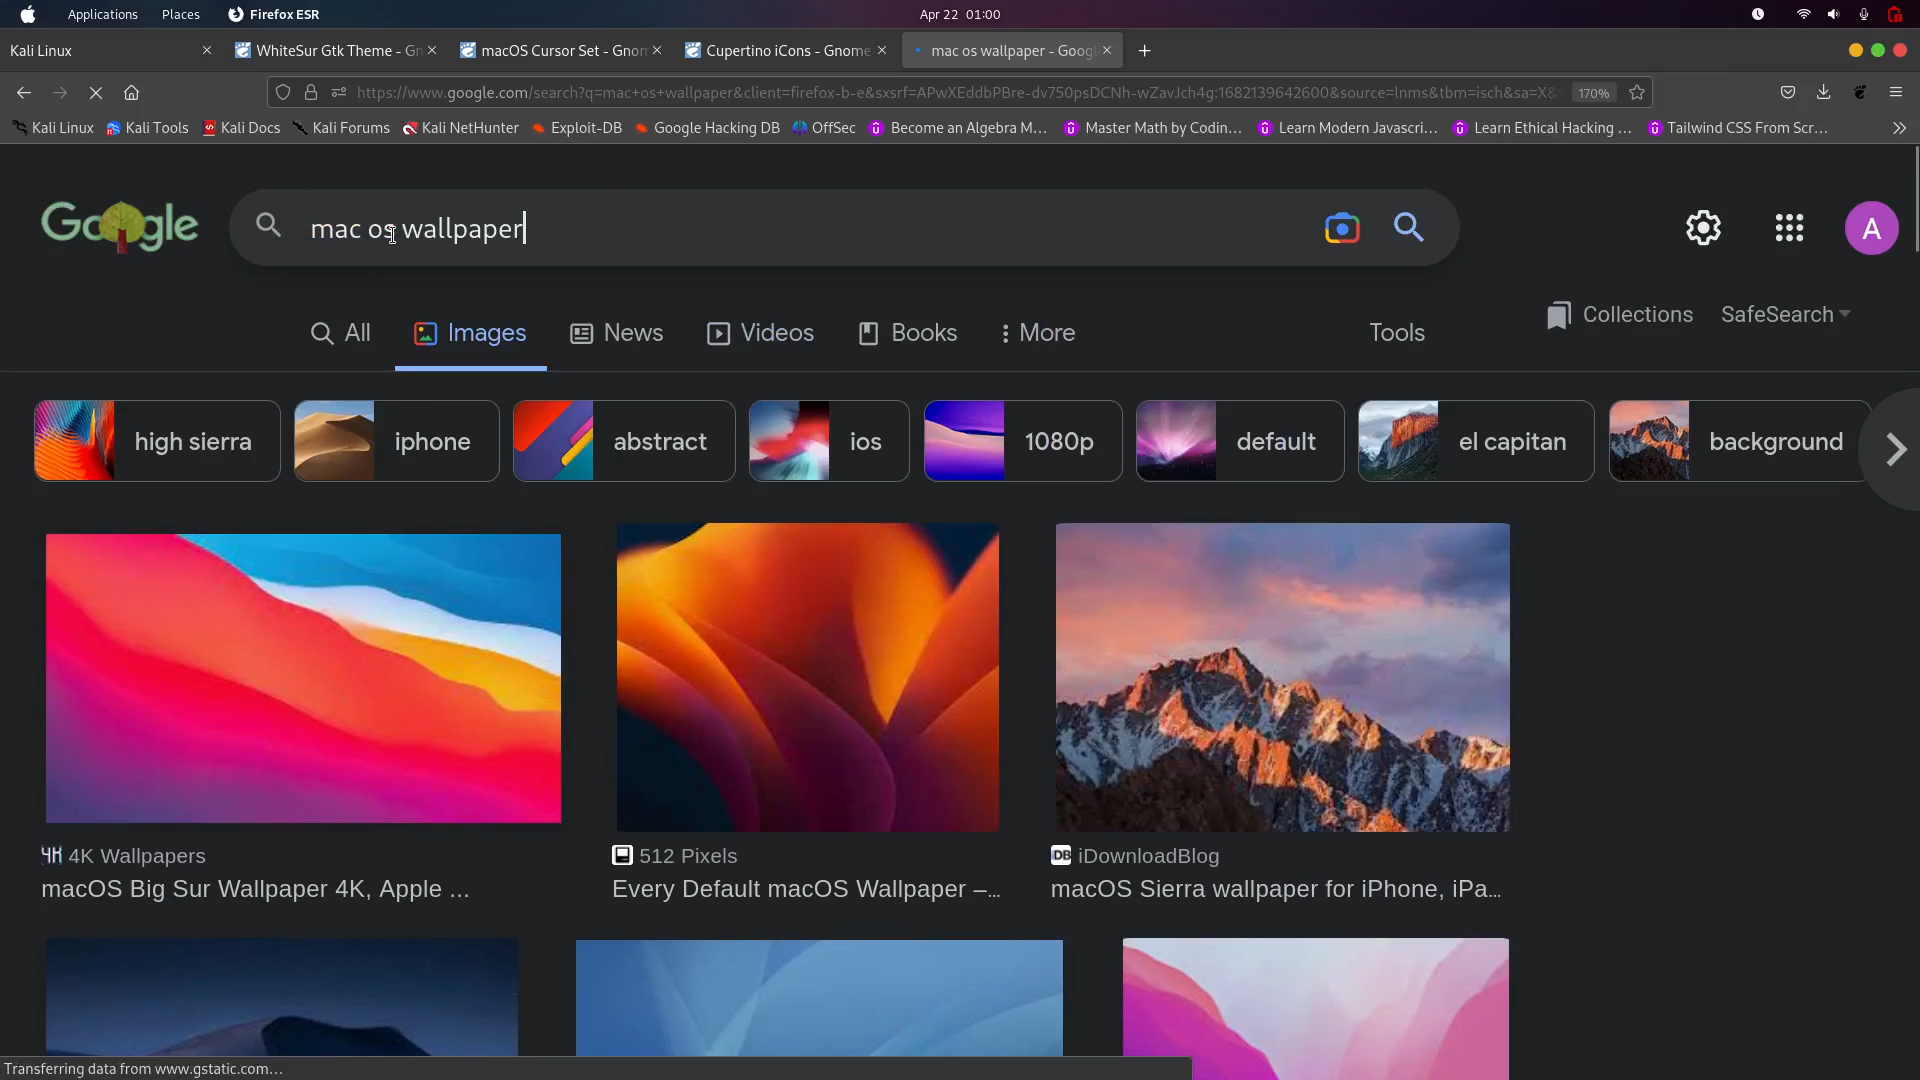 Applications Places Firefox ESR Apr 22 01:00
Kali Linux WhiteSur Gtk Theme - Gn macOS Cursor Set - Gnom Cupertino iCons - Gnome mac os wallpaper - Googl
https://www.google.com/search?q=mac+os+wallpaper&client=firefox-b-e&sxsrf=APwXEddbPBre-dv750psDCNh-wZavJch4g:1682139642600&source=lnms&tbm=isch&sa=X& 170%
Kali Linux Kali Tools Kali Docs Kali Forums Kali NetHunter Exploit-DB Google Hacking DB OffSec Become an Algebra M… Master Math by Codin… Learn Modern Javascri… Learn Ethical Hacking … Tailwind CSS From Scr…
Google mac os wallpaper A
All Images News Videos Books More Tools Collections SafeSearch
high sierra iphone abstract ios 1080p default el capitan background
4K Wallpapers 512 Pixels iDownloadBlog
macOS Big Sur Wallpaper 4K, Apple ... Every Default macOS Wallpaper –… macOS Sierra wallpaper for iPhone, iPa…
Transferring data from www.gstatic.com…